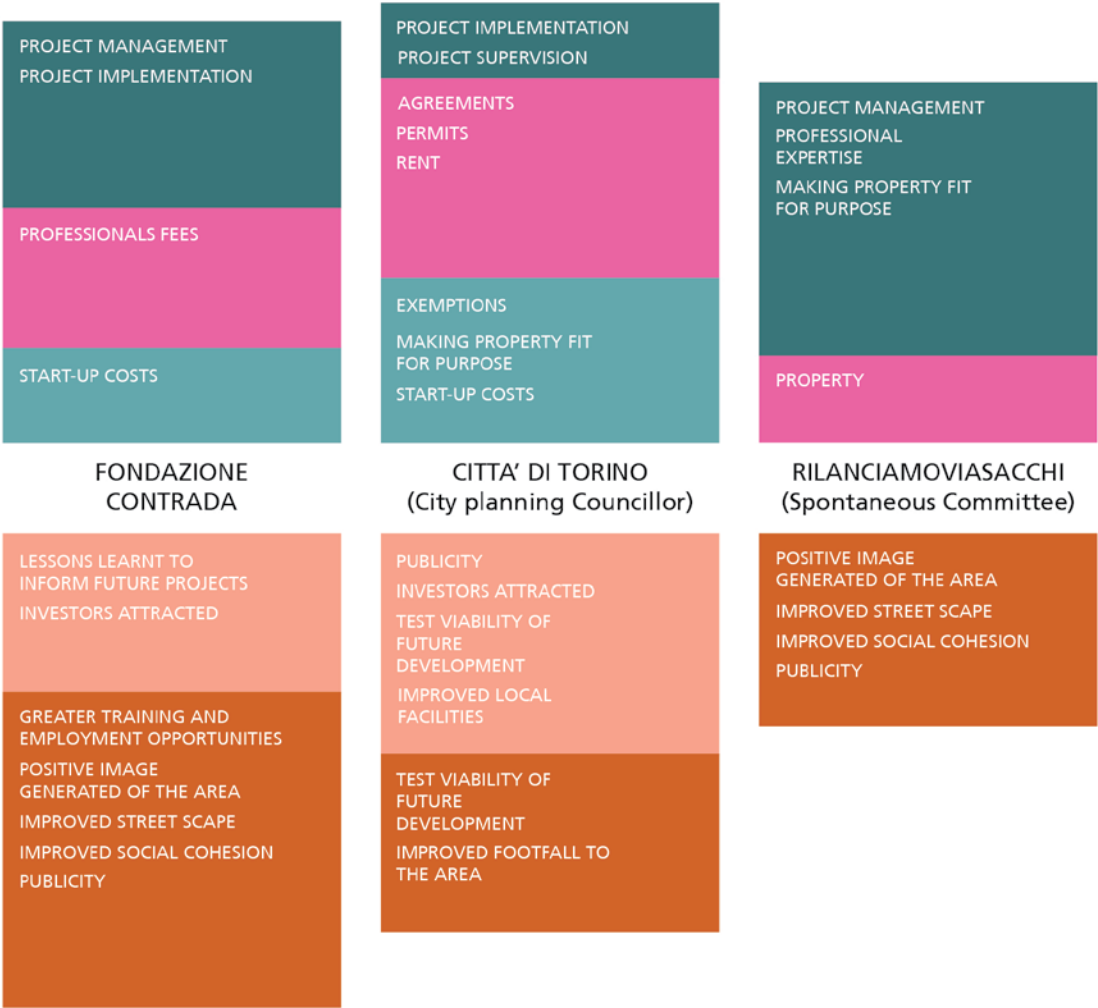 PROJECT MANAGEMENT
PROJECT IMPLEMENTATION
PROFESSIONALS FEES
START-UP COSTS
FONDAZIONE
CONTRADA
LESSONS LEARNT TO
INFORM FUTURE PROJECTS
INVESTORS ATTRACTED
GREATER TRAINING AND
EMPLOYMENT OPPORTUNITIES
POSITIVE IMAGE
GENERATED OF THE AREA
IMPROVED STREET SCAPE
IMPROVED SOCIAL COHESION
PUBLICITY
PROJECT IMPLEMENTATION
PROJECT SUPERVISION
AGREEMENTS
PERMITS
RENT
EXEMPTIONS
MAKING PROPERTY FIT
FOR PURPOSE
START-UP COSTS
CITTA’ DI TORINO
(City planning Councillor)
PUBLICITY
INVESTORS ATTRACTED
TEST VIABILITY OF
FUTURE
DEVELOPMENT
IMPROVED LOCAL
FACILITIES
TEST VIABILITY OF
FUTURE
DEVELOPMENT
IMPROVED FOOTFALL TO
THE AREA
PROJECT MANAGEMENT
PROFESSIONAL
EXPERTISE
MAKING PROPERTY FIT
FOR PURPOSE
PROPERTY
RILANCIAMOVIASACCHI
(Spontaneous Committee)
POSITIVE IMAGE
GENERATED OF THE AREA
IMPROVED STREET SCAPE
IMPROVED SOCIAL COHESION
PUBLICITY